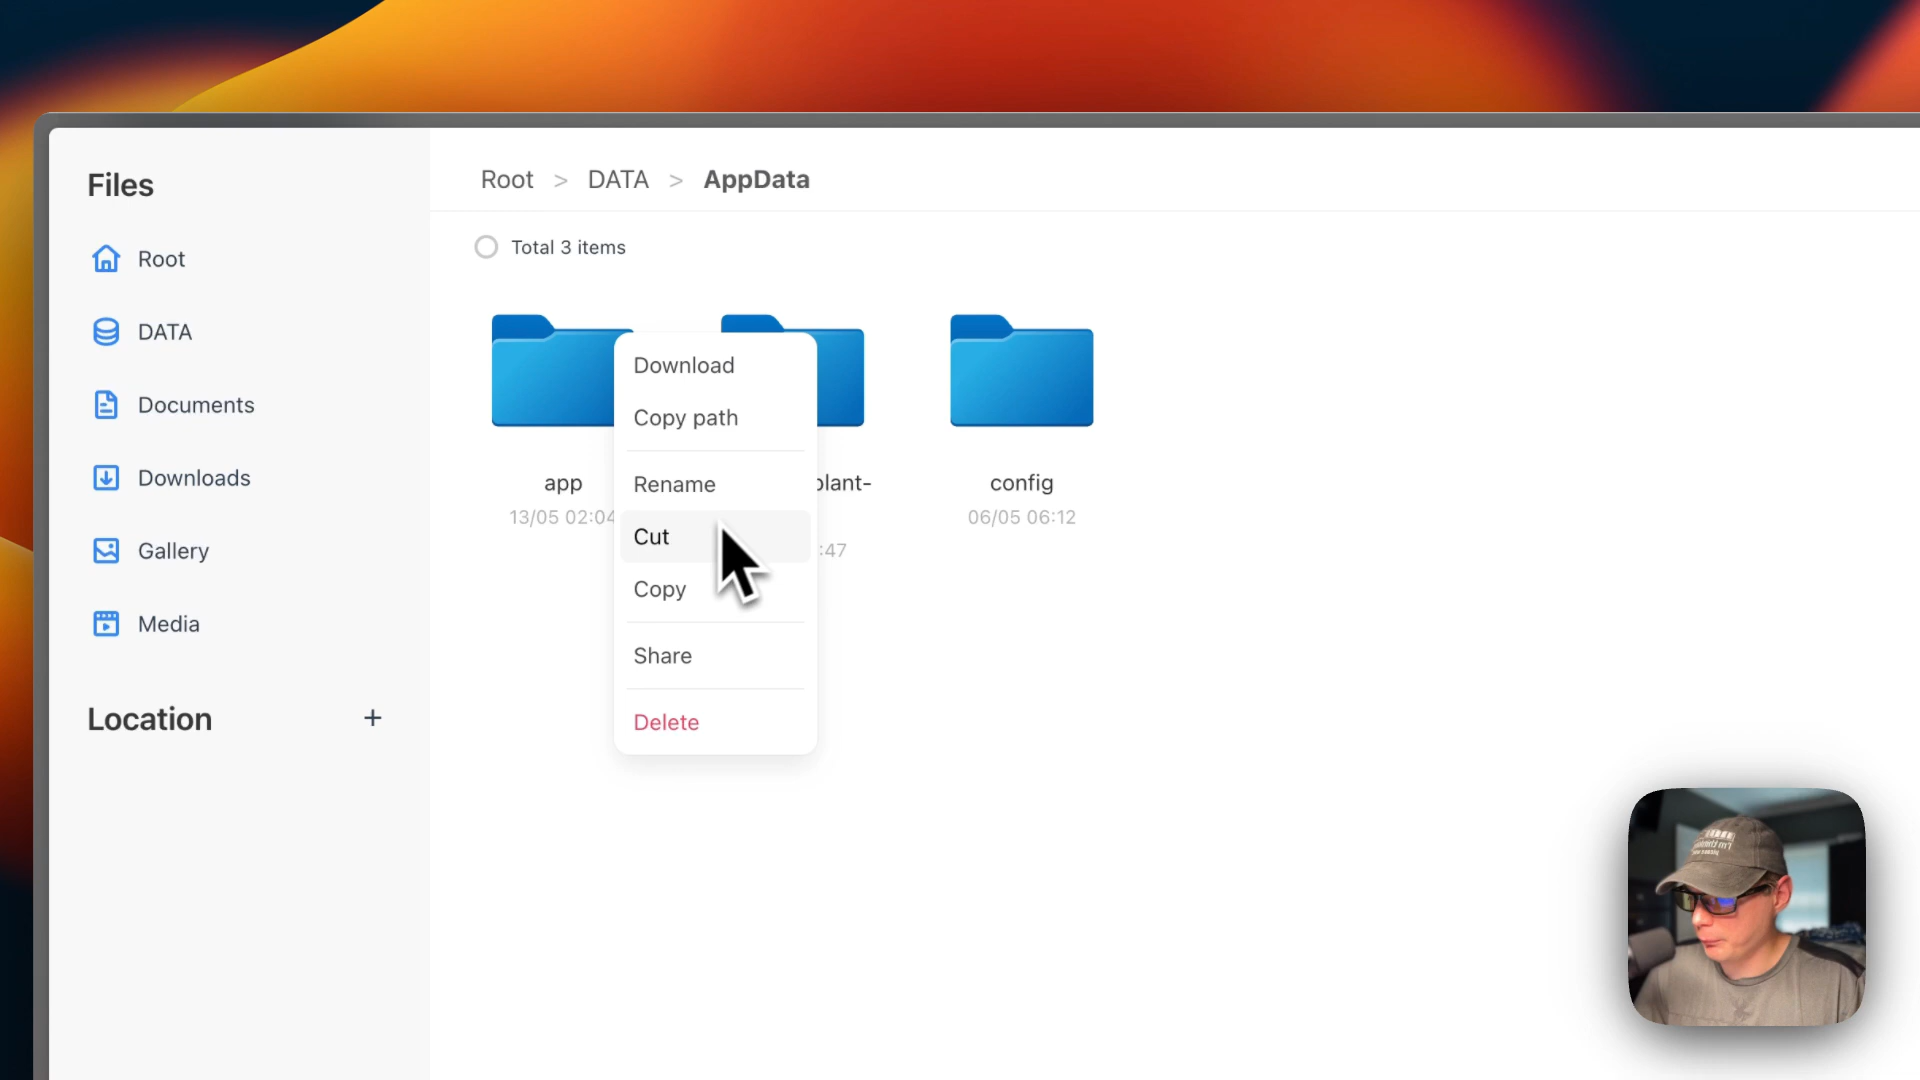 Files
Root
DATA
Documents
Downloads
Gallery
Media
Location +
Root > DATA > AppData
Total 3 items
app
13/05 02:04
plant-
:47
config
06/05 06:12
Download
Copy path
Rename
Cut
Copy
Share
Delete